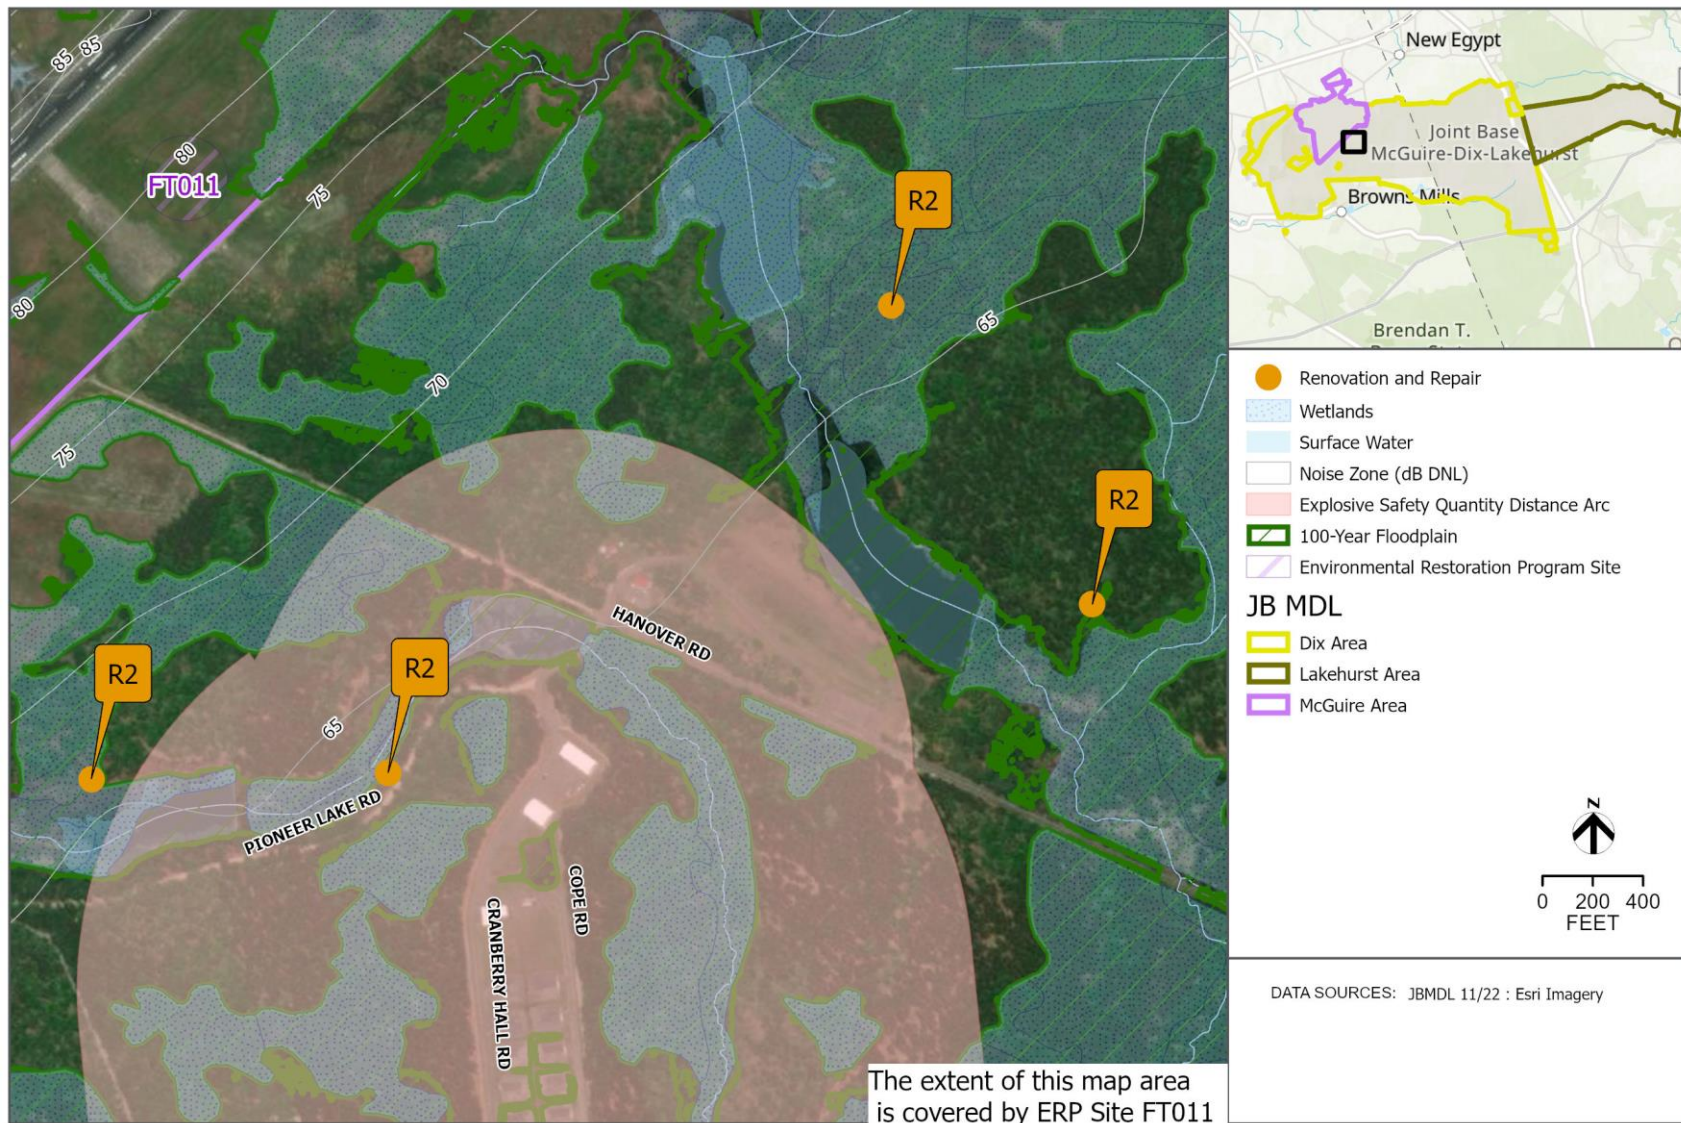 85 85
80
FT011
75
80
70
75
65
65
R2
R2
R2
R2
HANOVER RD
PIONEER LAKE RD
COPE RD
CRANBERRY HALL RD
The extent of this map area
is covered by ERP Site FT011
New Egypt
Joint Base
McGuire-Dix-Lakehurst
Browns Mills
Brendan T.
Renovation and Repair
Wetlands
Surface Water
Noise Zone (dB DNL)
Explosive Safety Quantity Distance Arc
100-Year Floodplain
Environmental Restoration Program Site
JB MDL
Dix Area
Lakehurst Area
McGuire Area
N
0 200 400
FEET
DATA SOURCES: JBMDL 11/22 : Esri Imagery